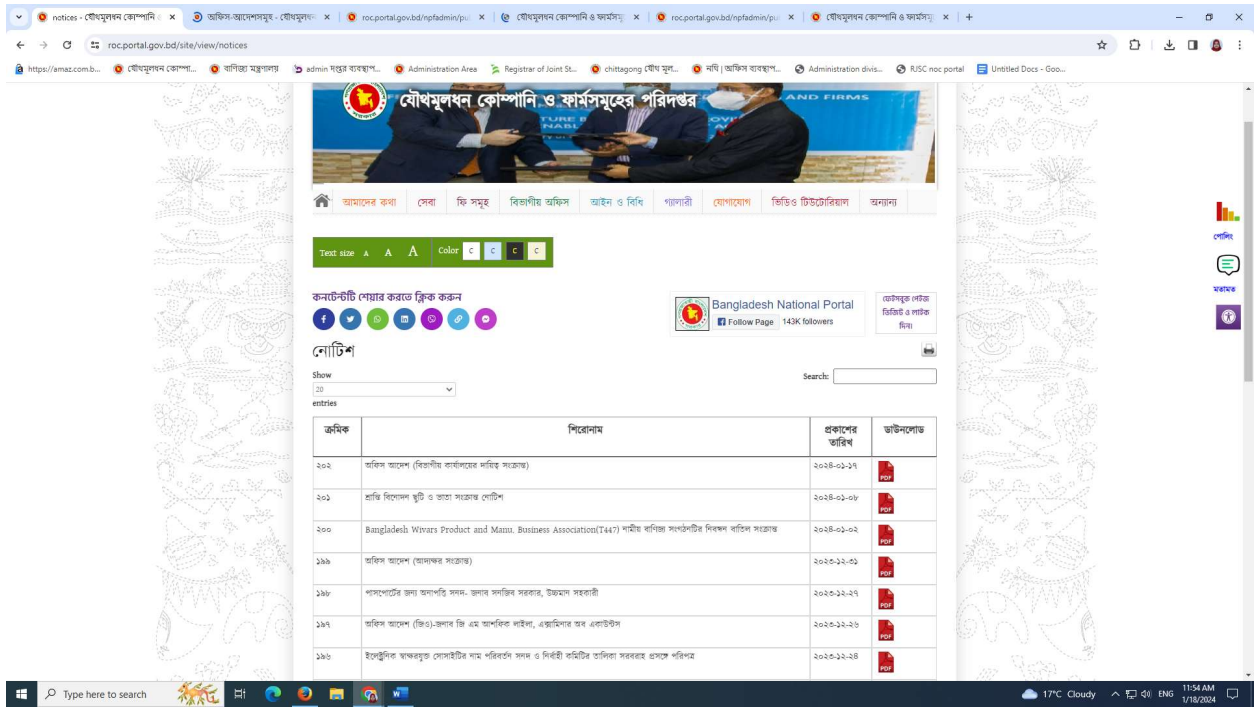 notices - যৌথমূলধন কোম্পানি ও
অফিস-আদেশসমূহ - যৌথমূলধন
roc.portal.gov.bd/npfadmin/pu
যৌথমূলধন কোম্পানি ও ফার্মসমূ
roc.portal.gov.bd/npfadmin/pu
যৌথমূলধন কোম্পানি ও ফার্মসমূ
roc.portal.gov.bd/site/view/notices
https://amaz.com.b...
যৌথমূলধন কোম্পা...
বাণিজ্য মন্ত্রণালয়
admin দপ্তর ব্যবস্থাপ...
Administration Area
Registrar of Joint St...
chittagong যৌথ মূল...
নথি | অফিস ব্যবস্থাপ...
Administration divis...
RJSC noc portal
Untitled Docs - Goo...
যৌথমূলধন কোম্পানি ও ফার্মসমূহের পরিদপ্তর
AND FIRMS
আমাদের কথা সেবা ফি সমূহ বিভাগীয় অফিস আইন ও বিধি গ্যালারী যোগাযোগ ভিডিও টিউটোরিয়াল অন্যান্য
পোলিং
মতামত
Text size A A A Color C C C C
কনটেন্টটি শেয়ার করতে ক্লিক করুন
Bangladesh National Portal
Follow Page 143K followers
ফেইসবুক পেইজ
ভিজিট ও লাইক
দিন।
নোটিশ
Show
20
entries
Search:
ক্রমিক শিরোনাম প্রকাশের তারিখ ডাউনলোড
২০২ অফিস আদেশ (বিভাগীয় কার্যালয়ের দায়িত্ব সংক্রান্ত) ২০২৪-০১-১৭ PDF
২০১ শ্রান্তি বিনোদন ছুটি ও ভাতা সংক্রান্ত নোটিশ ২০২৪-০১-০৮ PDF
২০০ Bangladesh Wivars Product and Manu. Business Association(T447) নামীয় বাণিজ্য সংগঠনটির নিবন্ধন বাতিল সংক্রান্ত ২০২৪-০১-০২ PDF
১৯৯ অফিস আদেশ (আদ্যক্ষর সংক্রান্ত) ২০২৩-১২-৩১ PDF
১৯৮ পাসপোর্টের জন্য অনাপত্তি সনদ- জনাব সনজিব সরকার, উচ্চমান সহকারী ২০২৩-১২-২৭ PDF
১৯৭ অফিস আদেশ (জিও)-জনাব জি এম আশফিক লাইলা, এক্সামিনার অব একাউন্টস ২০২৩-১২-২৬ PDF
১৯৬ ইলেক্ট্রনিক স্বাক্ষরযুক্ত সোসাইটির নাম পরিবর্তন সনদ ও নির্বাহী কমিটির তালিকা সরবরাহ প্রসঙ্গে পরিপত্র ২০২৩-১২-২৪ PDF
Type here to search
17°C Cloudy
ENG
11:54 AM
1/18/2024